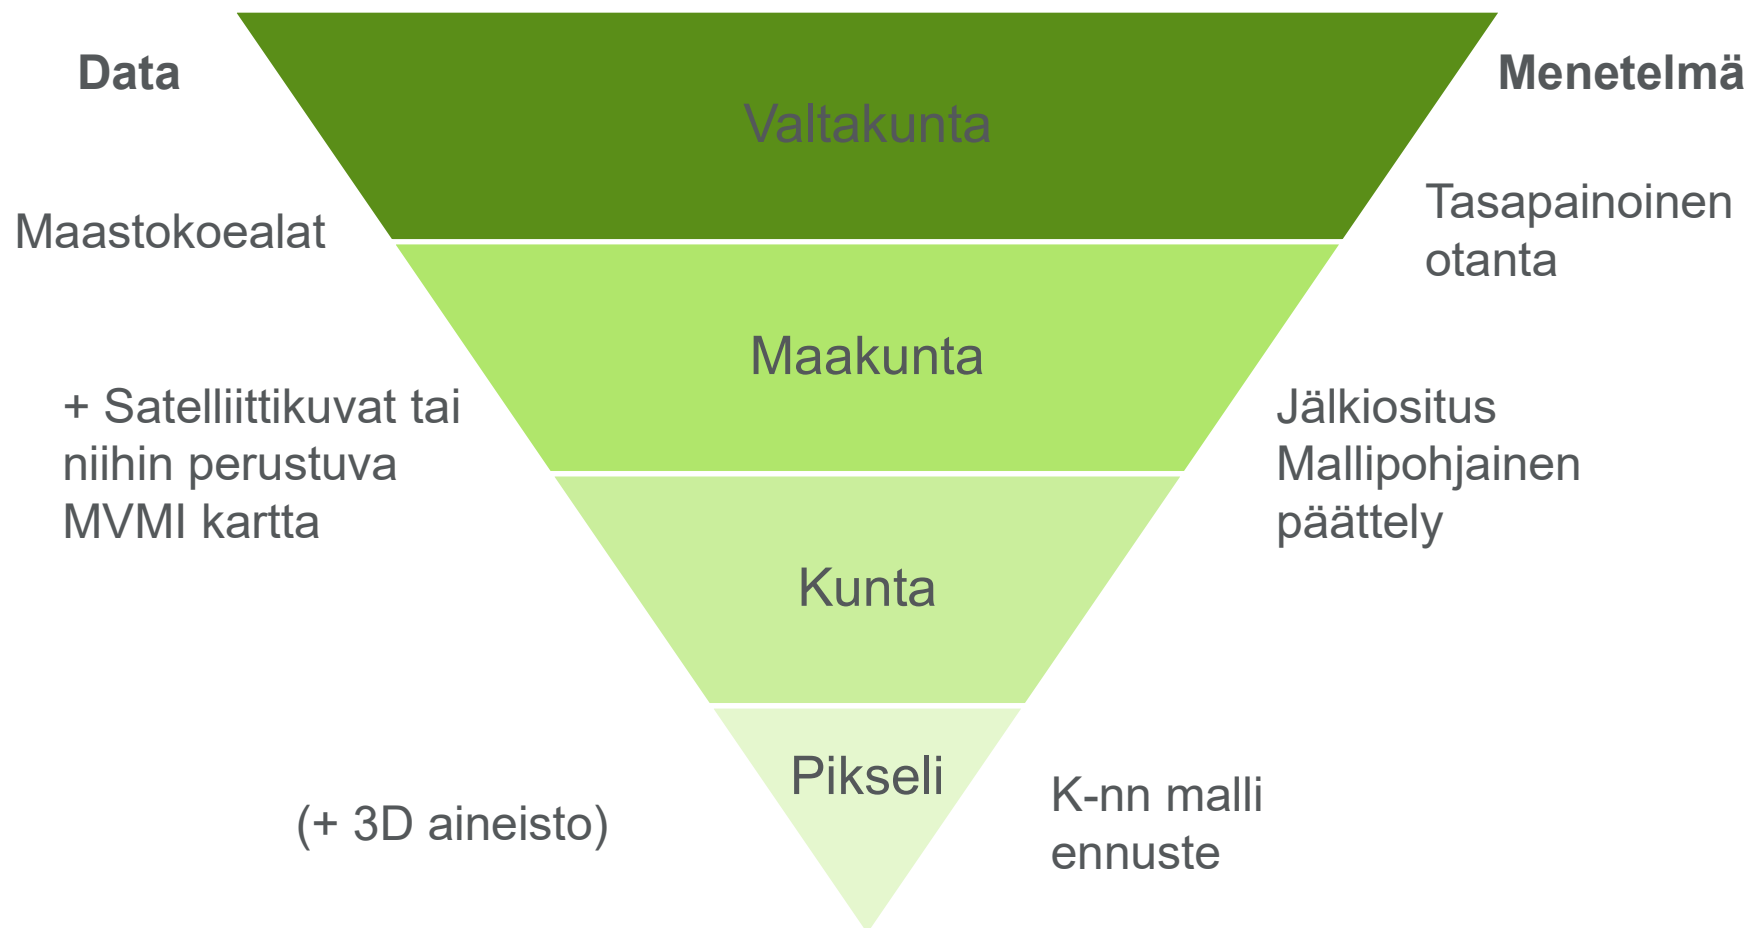 Data
Menetelmä
Valtakunta
Maastokoealat
Tasapainoinen
otanta
Maakunta
+ Satelliittikuvat tai
niihin perustuva
MVMI kartta
Jälkiositus
Mallipohjainen
päättely
Kunta
Pikseli
(+ 3D aineisto)
K-nn malli
ennuste